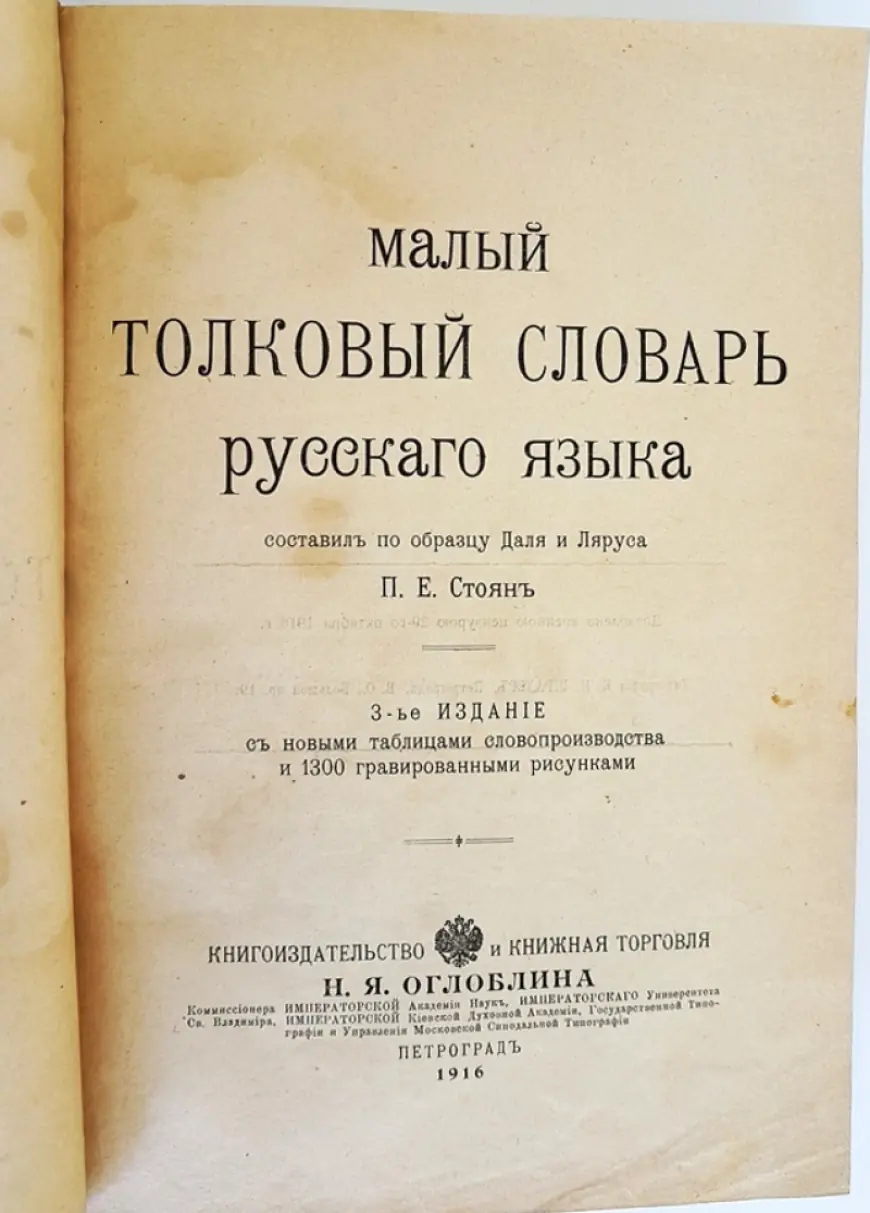 малый
ТОЛКОВЫЙ СЛОВАРЬ
русскаго языка
составилъ по образцу Даля и Ляруса
П. Е. Стоянъ
3-ье ИЗДАНІЕ
съ новыми таблицами словопроизводства
и 1300 гравированными рисунками
КНИГОИЗДАТЕЛЬСТВО и КНИЖНАЯ ТОРГОВЛЯ
Н. Я. ОГЛОБЛИНА
Коммиссіонера ИМПЕРАТОРСКОЙ Академіи Наукъ, ИМПЕРАТОРСКАГО Университета
Св. Владиміра, ИМПЕРАТОРСКОЙ Кіевской Духовной Академіи, Государственной Типо-
графіи и Управленія Московской Синодальной Типографіи
ПЕТРОГРАДЪ
1916